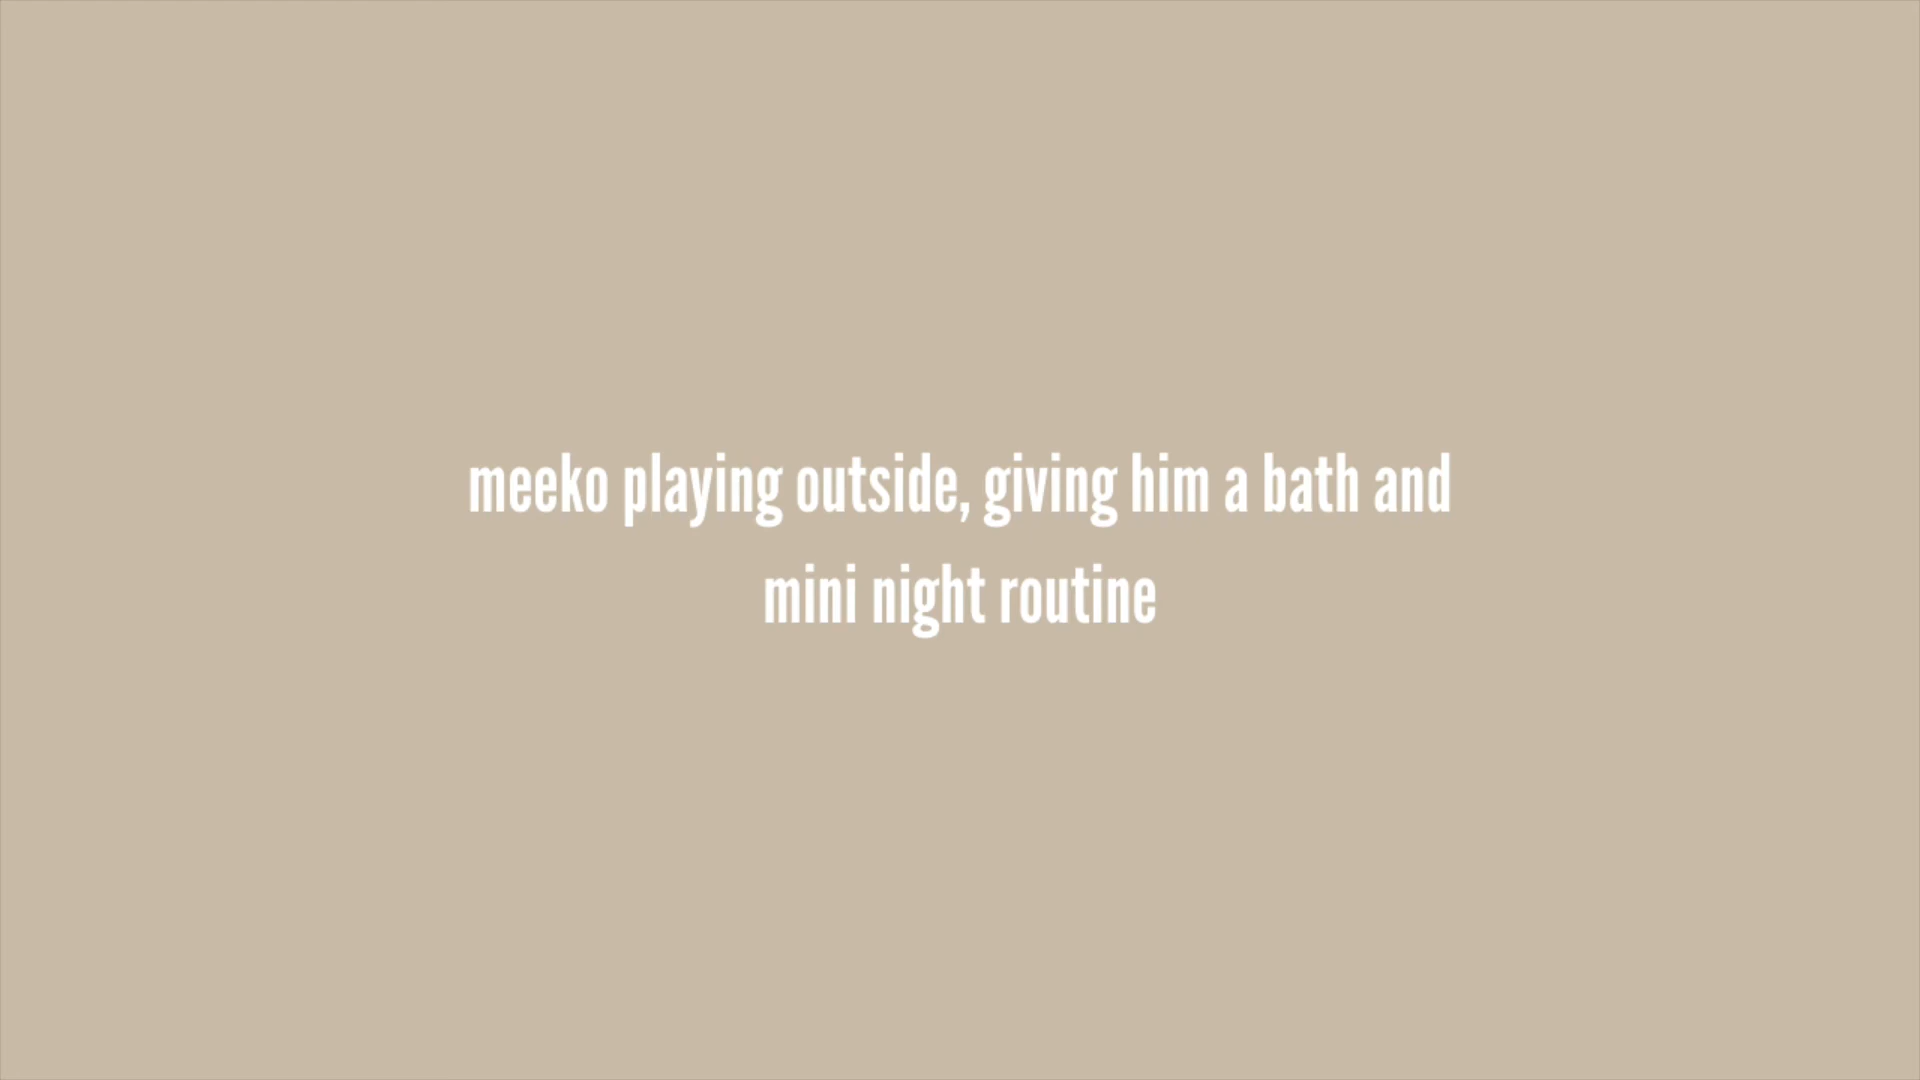 meeko playing outside, giving him a bath and
mini night routine